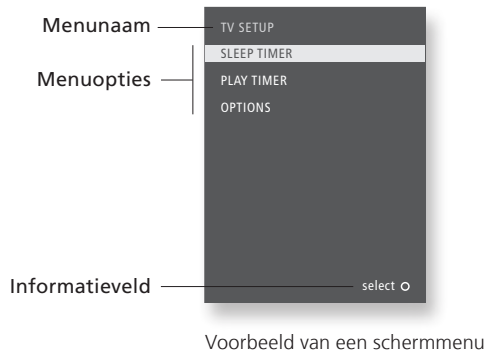 Menunaam
TV SETUP
SLEEP TIMER
Menuopties
PLAY TIMER
OPTIONS
Informatieveld
select
Voorbeeld van een schermmenu